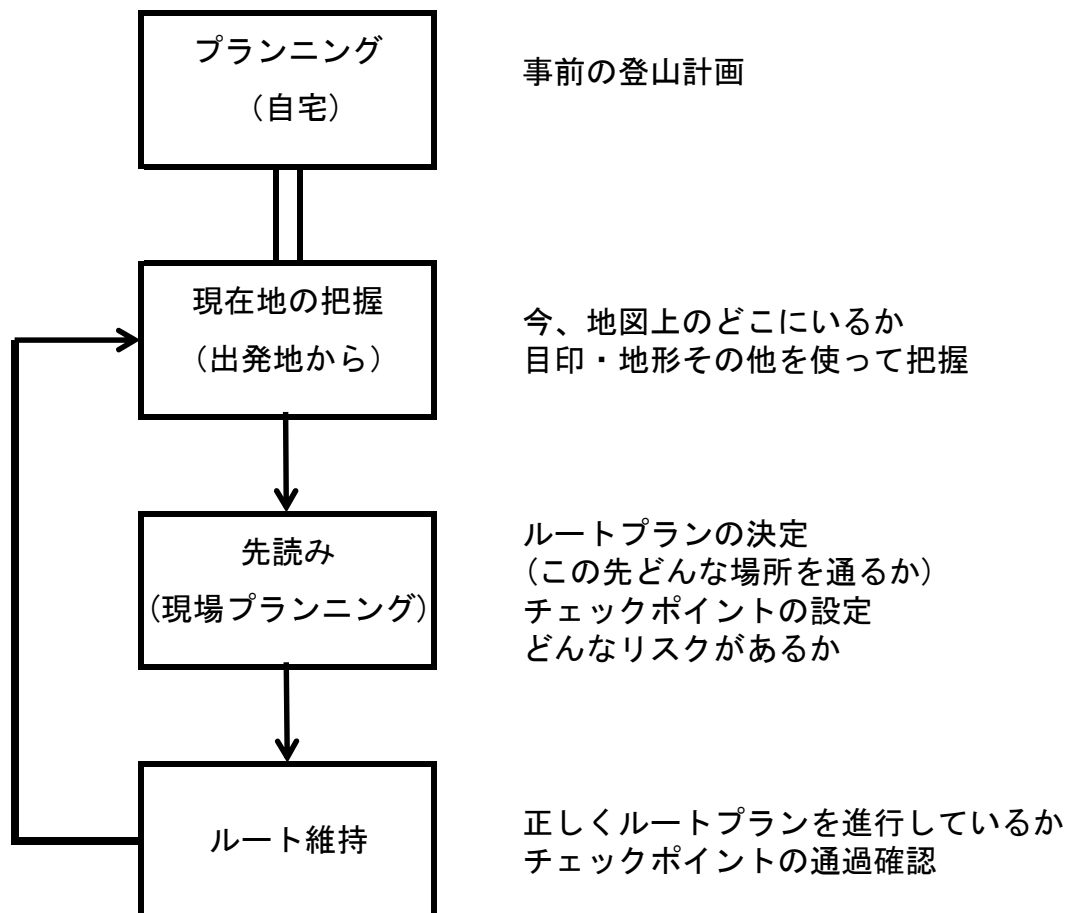 プランニング
（自宅）
事前の登山計画
現在地の把握
（出発地から）
今、地図上のどこにいるか
目印・地形その他を使って把握
先読み
（現場プランニング）
ルートプランの決定
（この先どんな場所を通るか）
チェックポイントの設定
どんなリスクがあるか
ルート維持
正しくルートプランを進行しているか
チェックポイントの通過確認